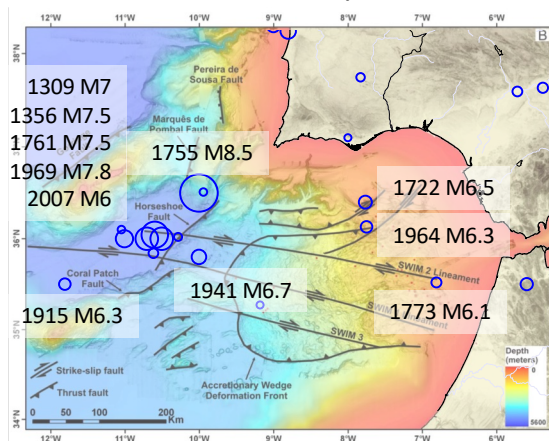 12°W 11°W 10°W 9°W 8°W 7°W 6°W
B
38°N
Pereira de
Sousa Fault
1309 M7
1356 M7.5
1761 M7.5
1969 M7.8
2007 M6
Marquês de
Pombal Fault
1755 M8.5
Horseshoe
Fault
1722 M6.5
1964 M6.3
36°N
36°N
SWIM 2 Lineament
Coral Patch
Fault
1941 M6.7
1773 M6.1
1915 M6.3
35°N
35°N
SWIM 3
Strike-slip fault
Thrust fault
Accretionary Wedge
Deformation Front
Depth
(meters)
0
5600
0 50 100 200
Km
34°N
34°N
12°W 11°W 10°W 9°W 8°W 7°W 6°W